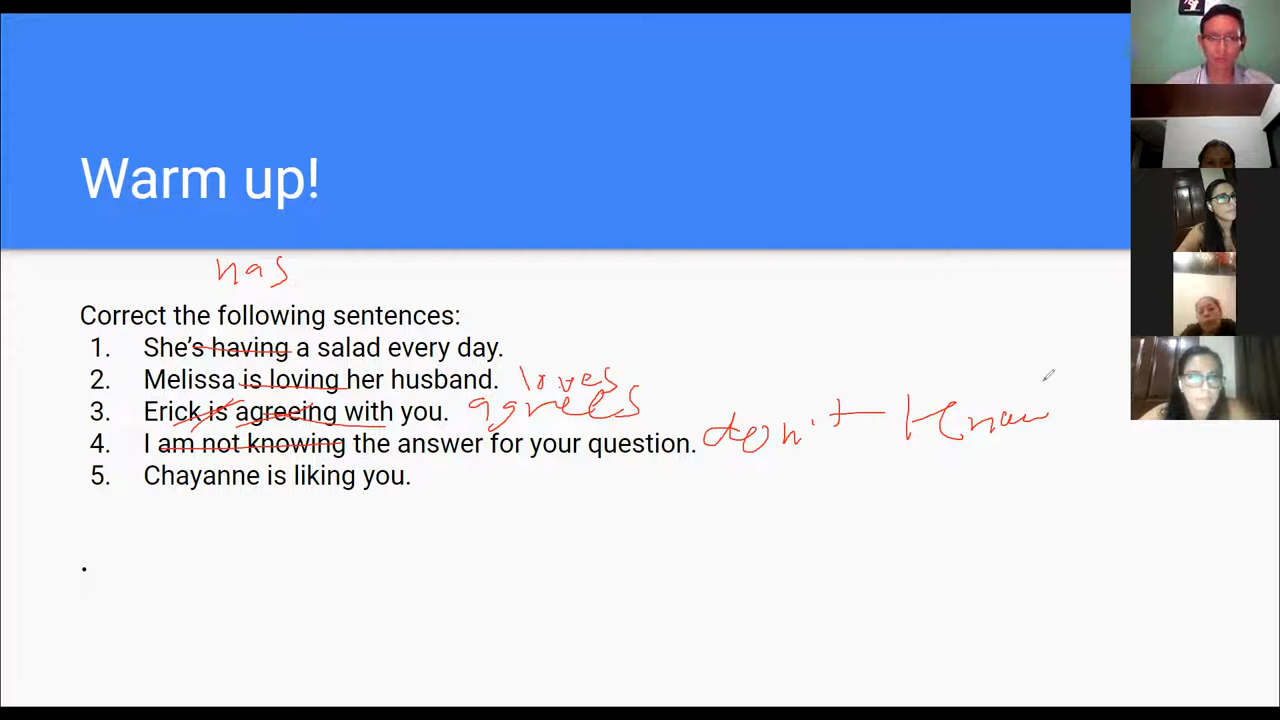 Warm up!
has
Correct the following sentences:
1. She's having a salad every day.
2. Melissa is loving her husband. loves
3. Erick is agreeing with you. agrees
4. I am not knowing the answer for your question. don't know
5. Chayanne is liking you.
.